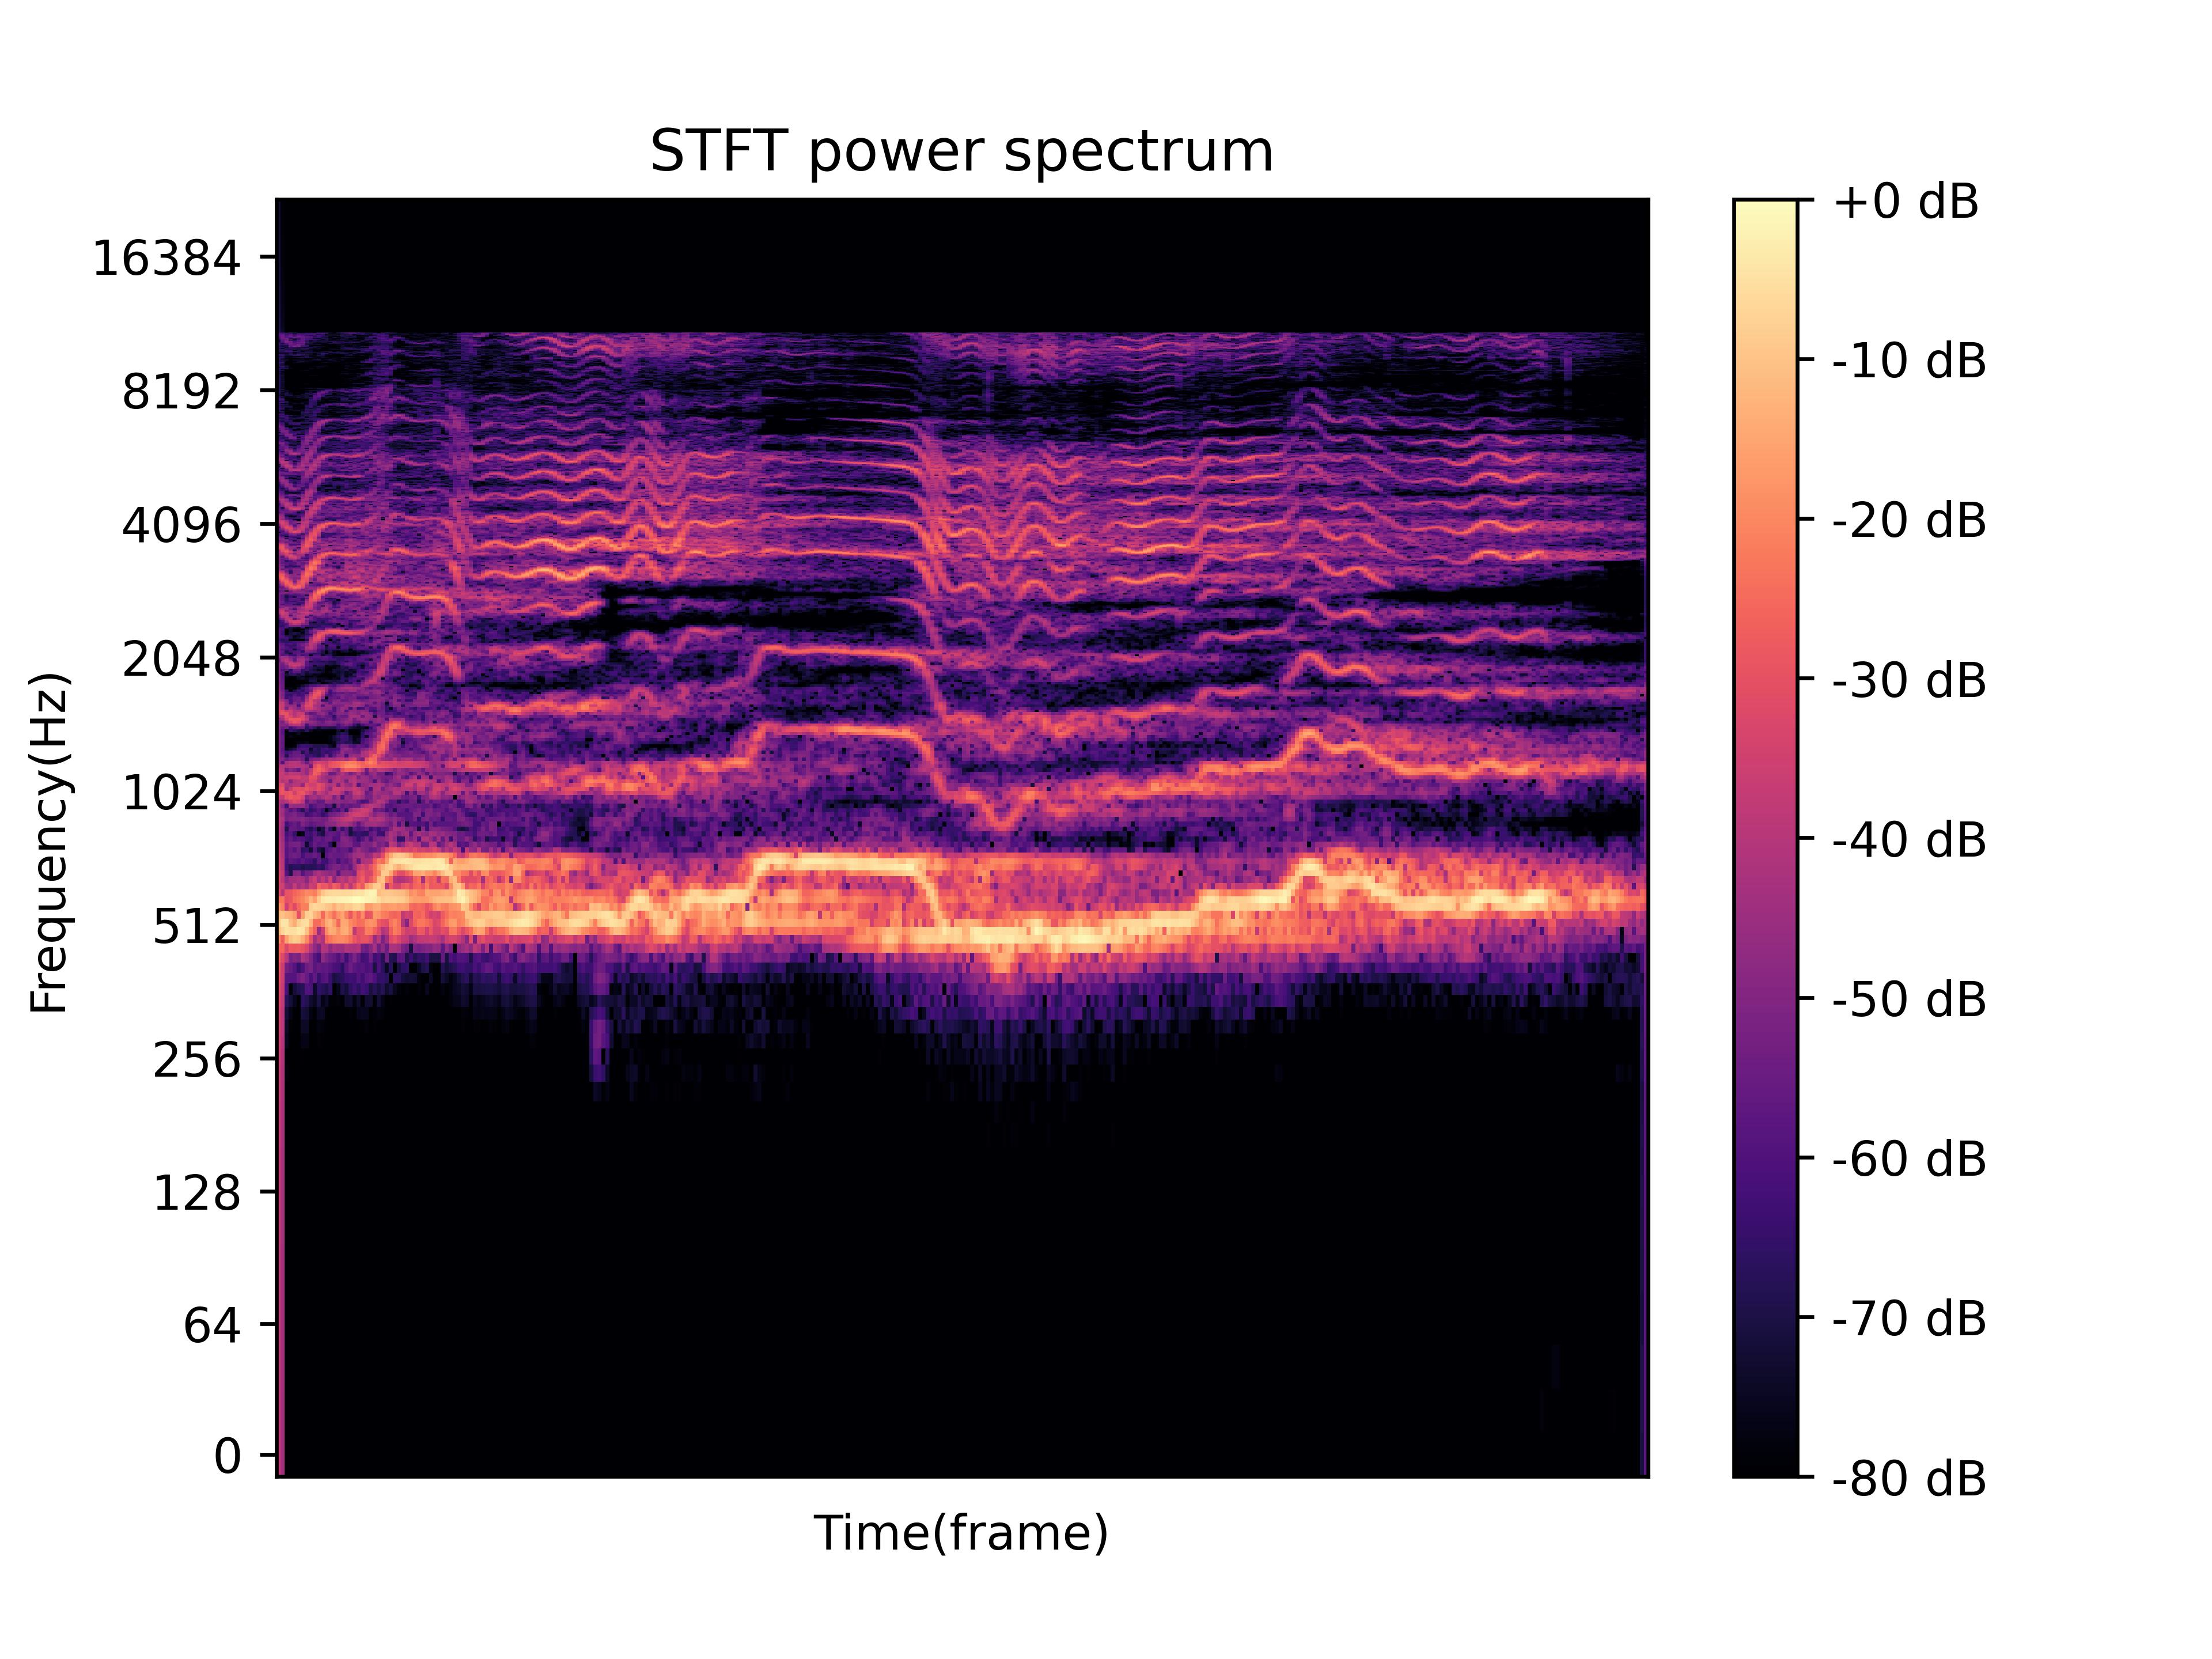 STFT power spectrum
Frequency(Hz)
16384
8192
4096
2048
1024
512
256
128
64
0
Time(frame)
+0 dB
-10 dB
-20 dB
-30 dB
-40 dB
-50 dB
-60 dB
-70 dB
-80 dB